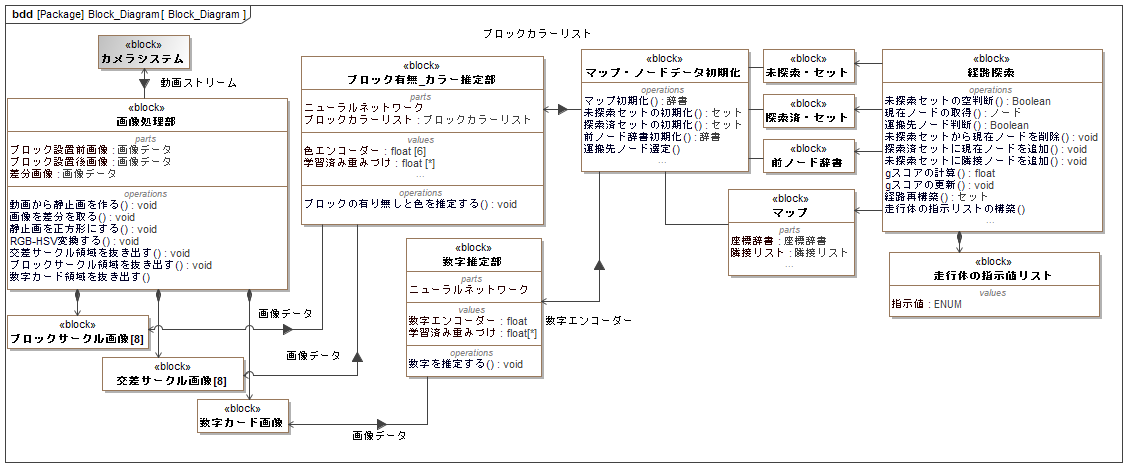 bdd [Package] Block_Diagram [ Block_Diagram ]
«block»
カメラシステム
動画ストリーム
«block»
画像処理部
parts
ブロック設置前画像 : 画像データ
ブロック設置後画像 : 画像データ
差分画像 : 画像データ
operations
動画から静止画を作る() : void
画像を差分を取る() : void
静止画を正方形にする() : void
RGB-HSV変換する() : void
交差サークル領域を抜き出す() : void
ブロックサークル領域を抜き出す() : void
数字カード領域を抜き出す()
«block»
ブロックサークル画像[8]
«block»
交差サークル画像[8]
«block»
数字カード画像
画像データ
画像データ
画像データ
«block»
ブロック有無_カラー推定部
parts
ニューラルネットワーク
ブロックカラーリスト : ブロックカラーリスト
values
色エンコーダー : float [6]
学習済み重みづけ : float [*]
...
operations
ブロックの有り無しと色を推定する() : void
«block»
数字推定部
parts
ニューラルネットワーク
values
数字エンコーダー : float
学習済み重みづけ : float[*]
operations
数字を推定する() : void
ブロックカラーリスト
数字エンコーダー
«block»
マップ・ノードデータ初期化
operations
マップ初期化() : 辞書
未探索セットの初期化() : セット
探索済セットの初期化() : セット
前ノード辞書初期化() : 辞書
運搬先ノード選定()
«block»
未探索・セット
«block»
探索済・セット
«block»
前ノード辞書
«block»
マップ
parts
座標辞書 : 座標辞書
隣接リスト : 隣接リスト
...
«block»
経路探索
operations
未探索セットの空判断() : Boolean
現在ノードの取得() : ノード
運搬先ノード判断() : Boolean
未探索セットから現在ノードを削除() : void
探索済セットに現在ノードを追加() : void
未探索セットに隣接ノードを追加() : void
gスコアの計算() : float
gスコアの更新() : void
経路再構築() : セット
走行体の指示リストの構築()
...
«block»
走行体の指示値リスト
values
指示値 : ENUM